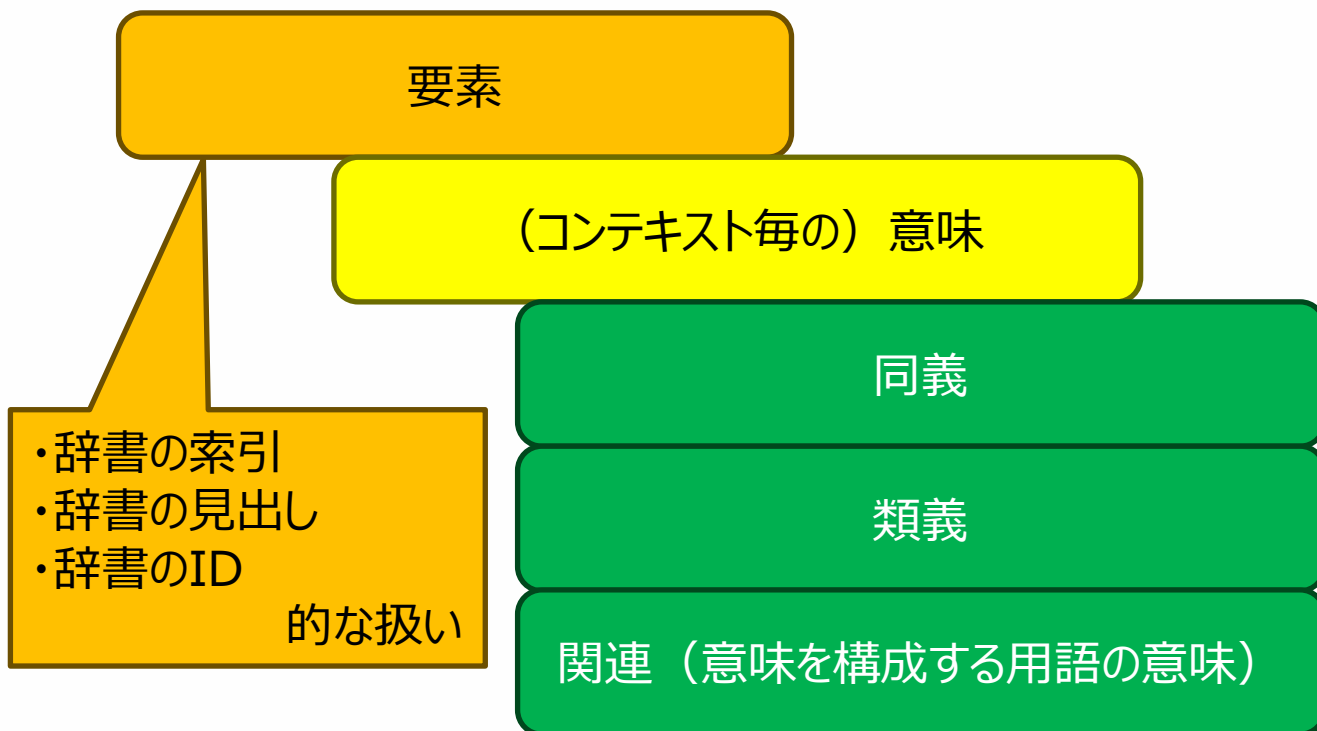 要素
（コンテキスト毎の）意味
同義
類義
関連（意味を構成する用語の意味）
・辞書の索引
・辞書の見出し
・辞書のID
的な扱い